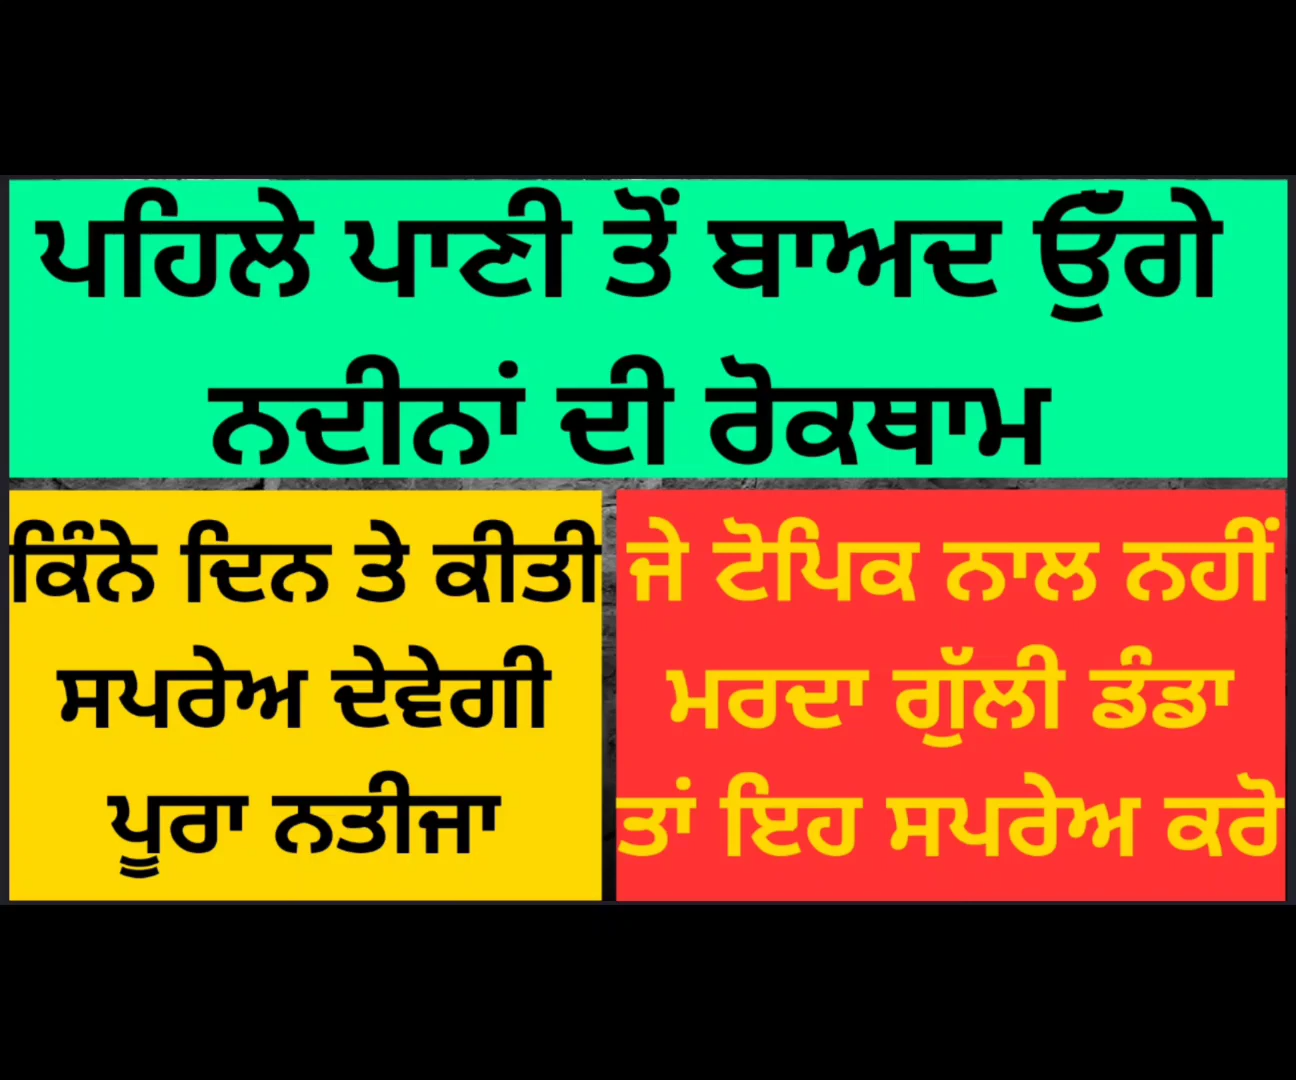 ਪਹਿਲੇ ਪਾਣੀ ਤੋਂ ਬਾਅਦ ਓੁੱਗੇ
ਨਦੀਨਾਂ ਦੀ ਰੋਕਥਾਮ
ਕਿੰਨੇ ਦਿਨ ਤੇ ਕੀਤੀ
ਸਪਰੇਅ ਦੇਵੇਗੀ
ਪੂਰਾ ਨਤੀਜਾ
ਜੇ ਟੋਪਿਕ ਨਾਲ ਨਹੀਂ
ਮਰਦਾ ਗੁੱਲੀ ਡੰਡਾ
ਤਾਂ ਇਹ ਸਪਰੇਅ ਕਰੋ